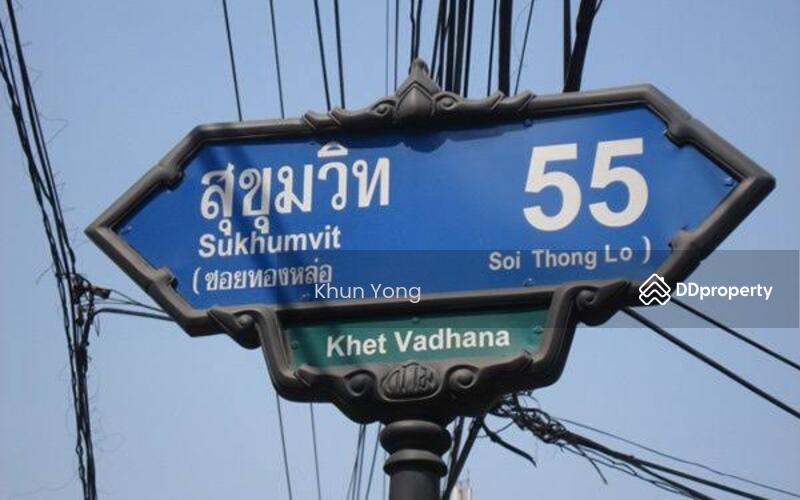 สุขุมวิท 55
Sukhumvit
(ซอยทองหล่อ Soi Thong Lo )
Khun Yong
DDproperty
Khet Vadhana